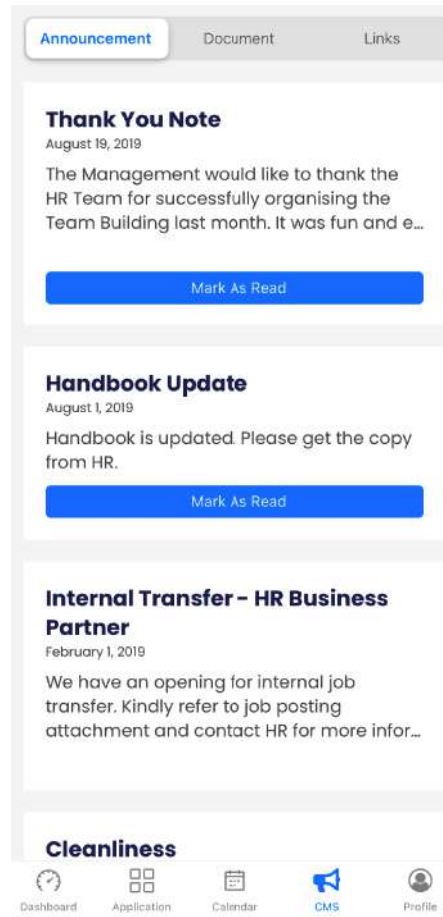 Announcement Document Links
Thank You Note
August 19, 2019
The Management would like to thank the
HR Team for successfully organising the
Team Building last month. It was fun and e...
Mark As Read
Handbook Update
August 1, 2019
Handbook is updated. Please get the copy
from HR.
Mark As Read
Internal Transfer - HR Business
Partner
February 1, 2019
We have an opening for internal job
transfer. Kindly refer to job posting
attachment and contact HR for more infor...
Cleanliness
Dashboard Application Calendar CMS Profile